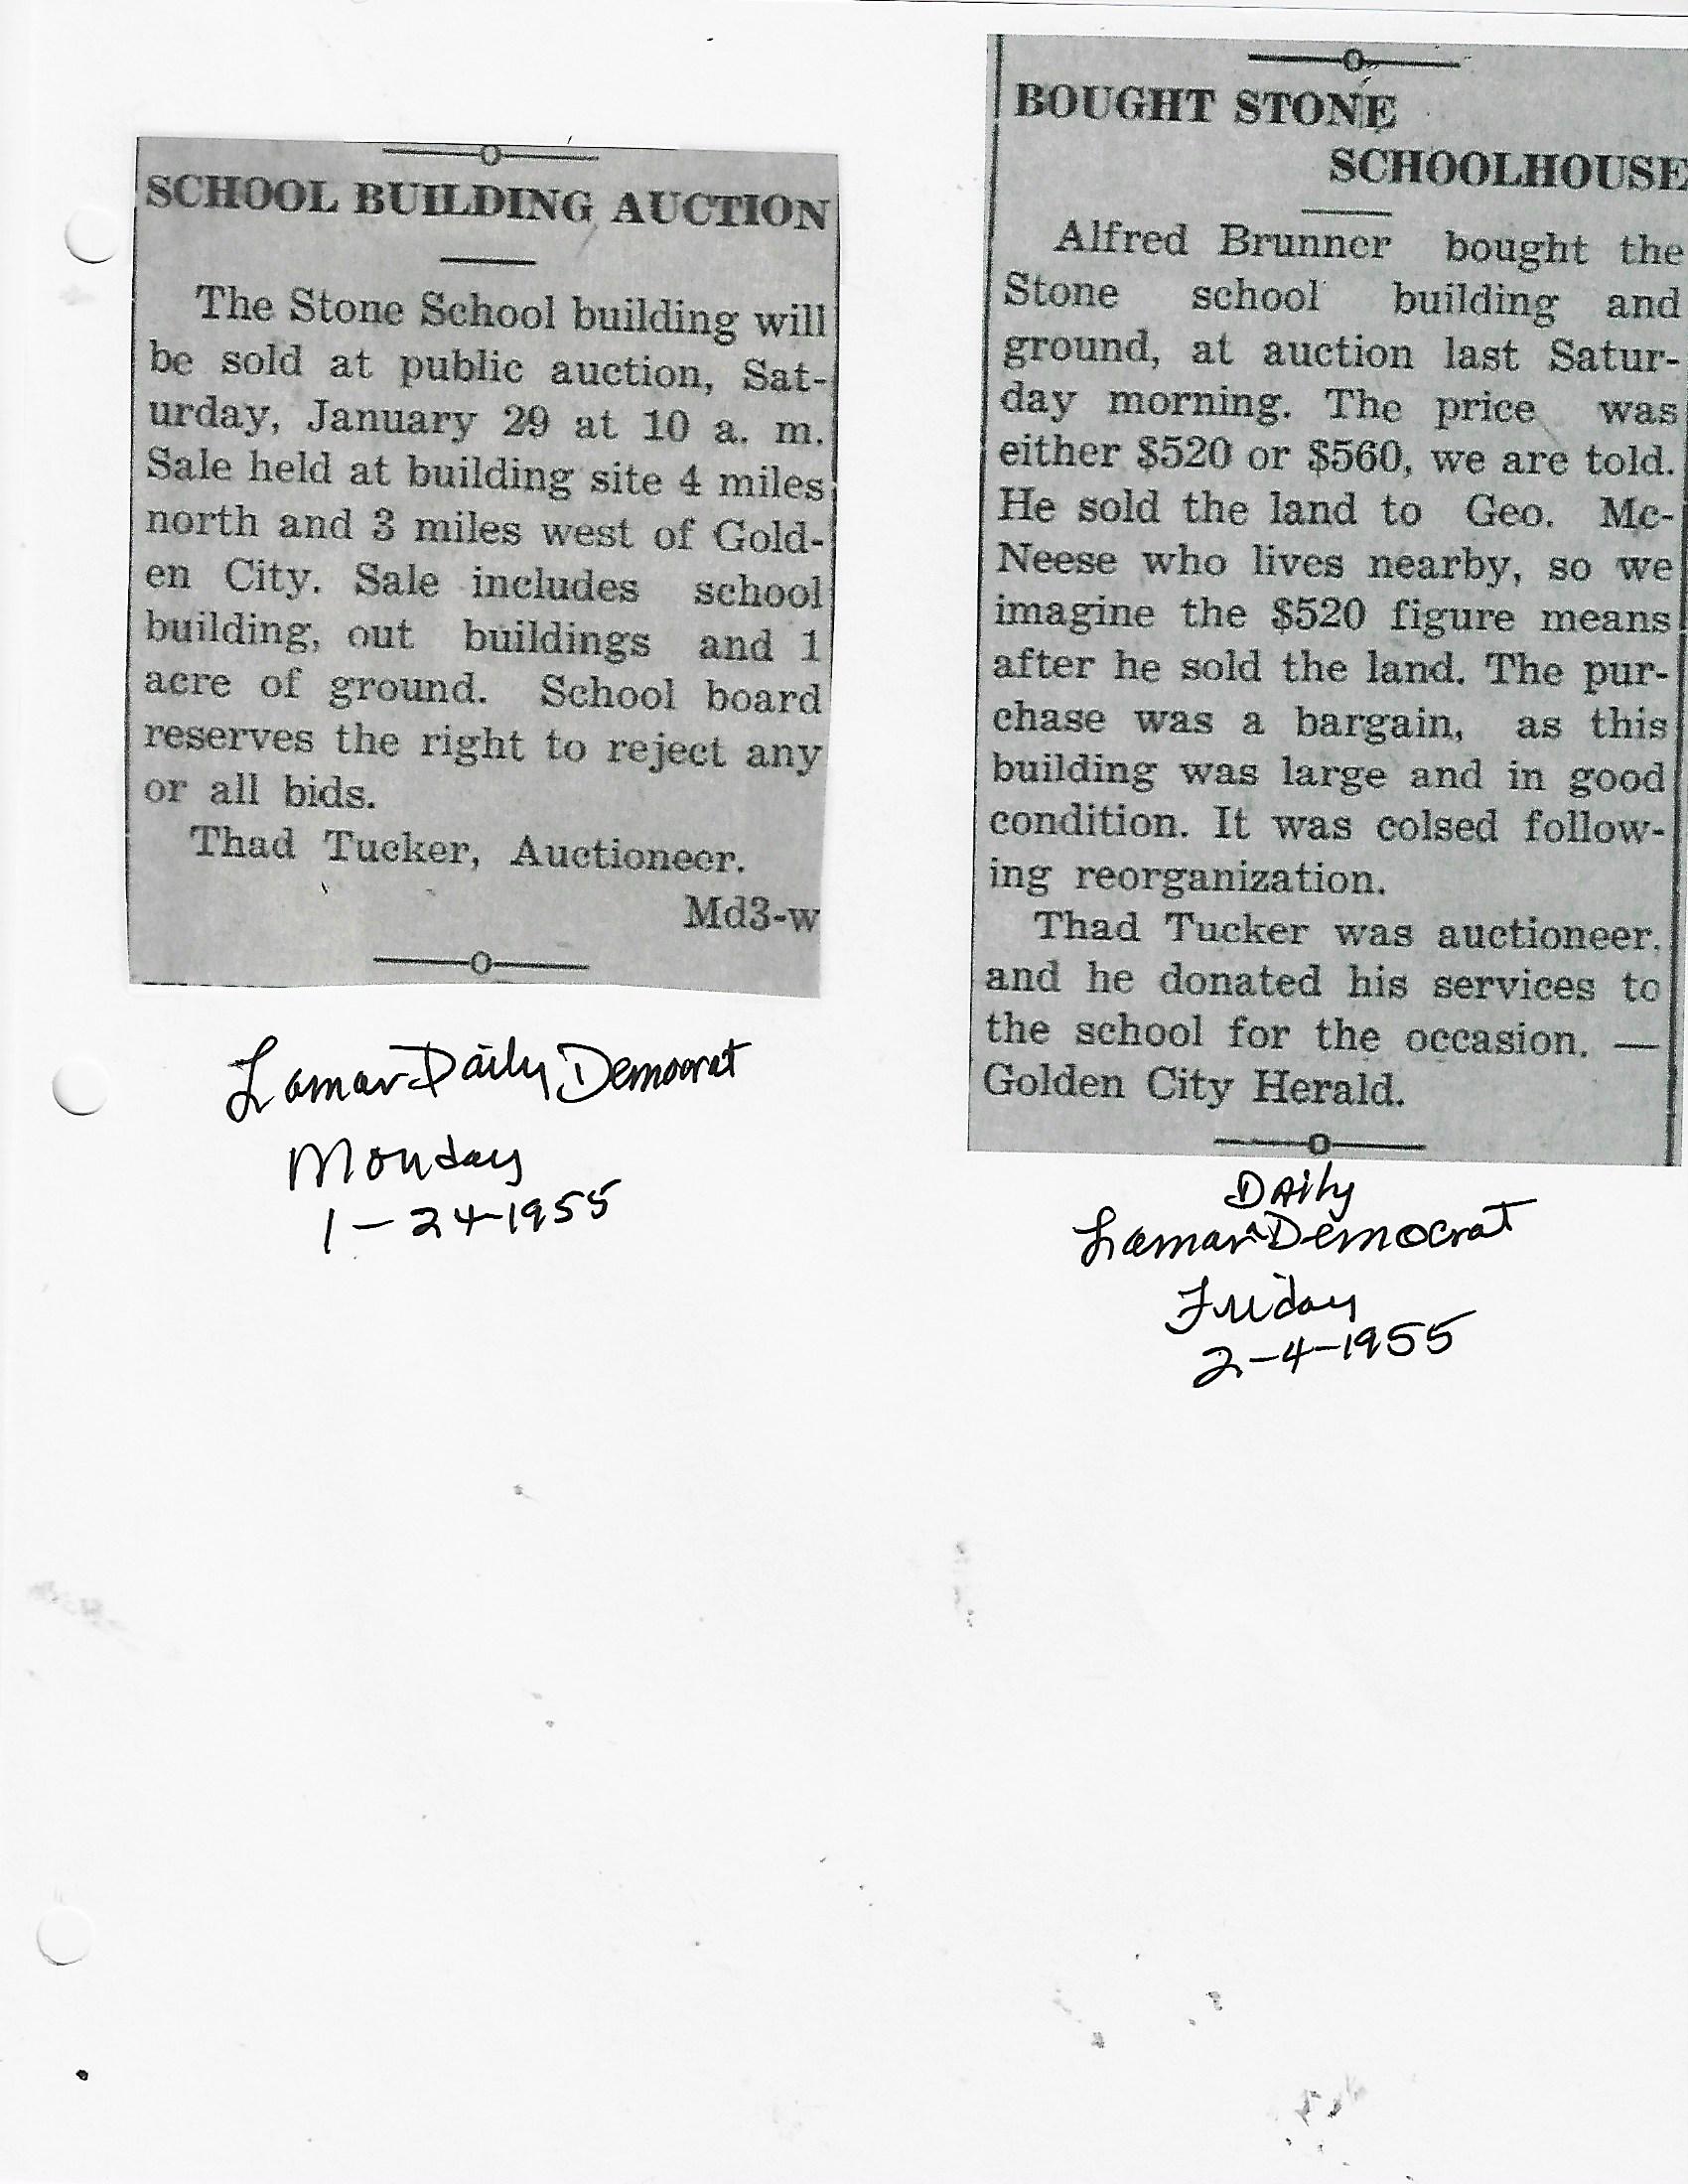 SCHOOL BUILDING AUCTION
The Stone School building will
be sold at public auction, Sat-
urday, January 29 at 10 a. m.
Sale held at building site 4 miles
north and 3 miles west of Gold-
en City. Sale includes school
building, out buildings and 1
acre of ground. School board
reserves the right to reject any
or all bids.
Thad Tucker, Auctioneer.
Md3-w
Lamar Daily Democrat
Monday
1-24-1955
BOUGHT STONE
SCHOOLHOUSE
Alfred Brunner bought the
Stone school building and
ground, at auction last Satur-
day morning. The price was
either $520 or $560, we are told.
He sold the land to Geo. Mc-
Neese who lives nearby, so we
imagine the $520 figure means
after he sold the land. The pur-
chase was a bargain, as this
building was large and in good
condition. It was colsed follow-
ing reorganization.
Thad Tucker was auctioneer,
and he donated his services to
the school for the occasion. —
Golden City Herald.
Daily
Lamar ^ Democrat
Friday
2-4-1955